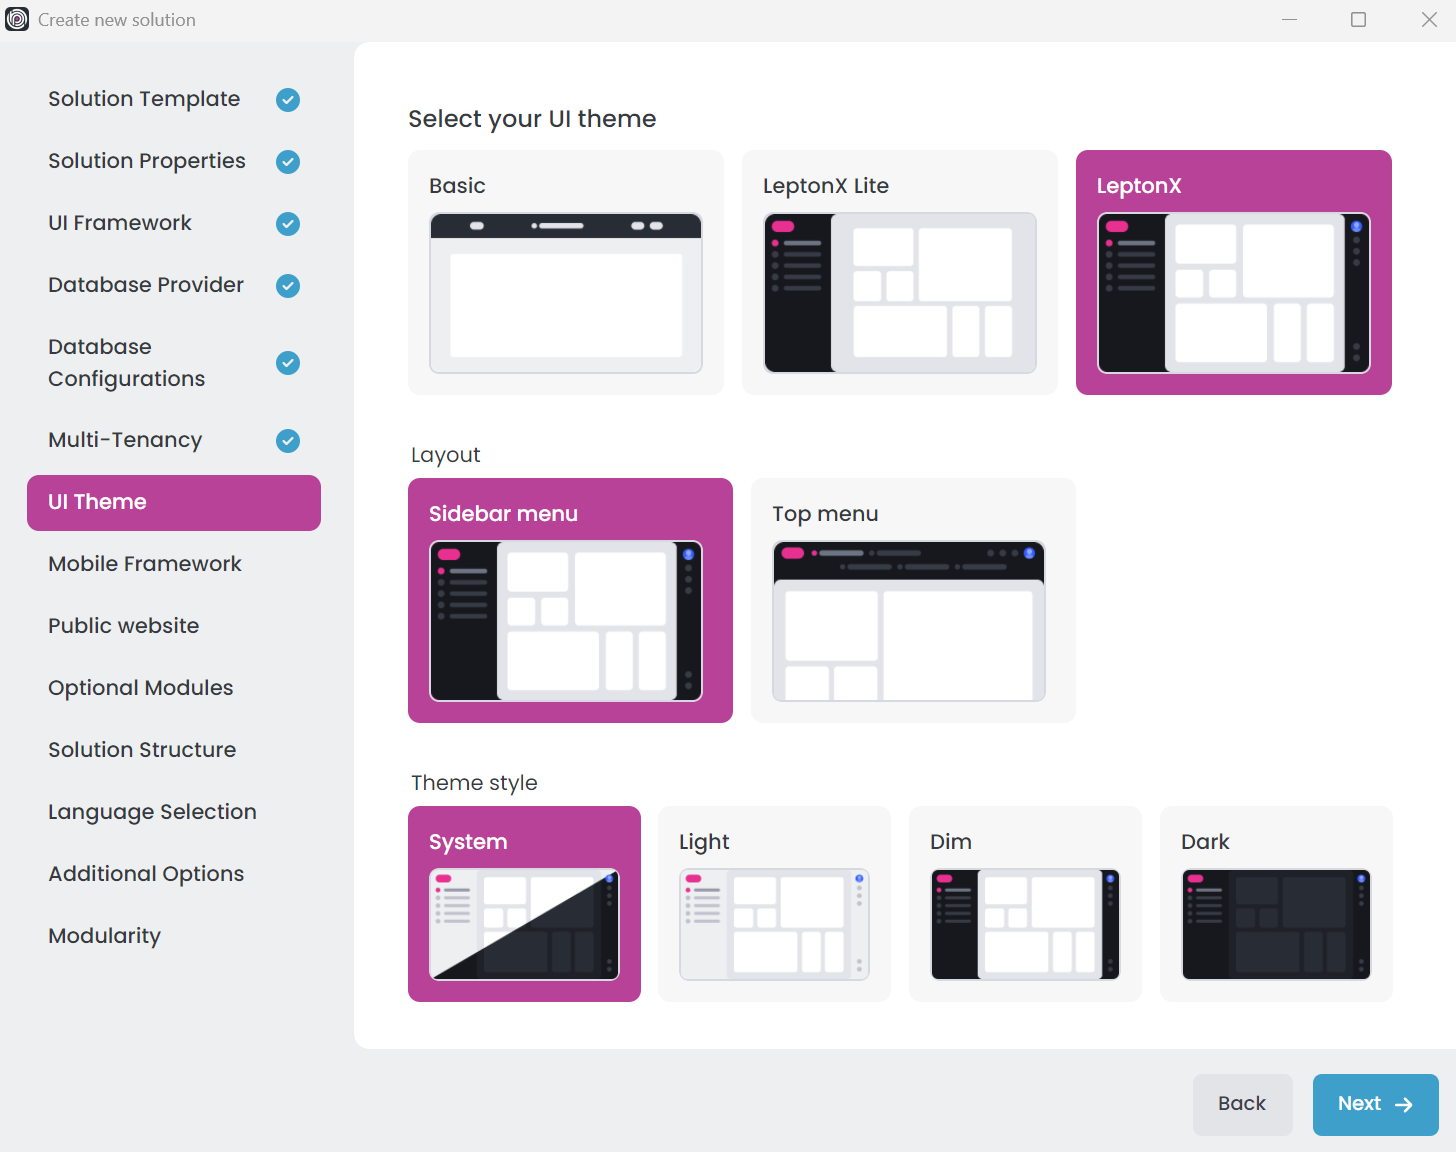 Create new solution
Solution Template
Solution Properties
UI Framework
Database Provider
Database
Configurations
Multi-Tenancy
UI Theme
Mobile Framework
Public website
Optional Modules
Solution Structure
Language Selection
Additional Options
Modularity
Select your UI theme
Basic
LeptonX Lite
LeptonX
Layout
Sidebar menu
Top menu
Theme style
System
Light
Dim
Dark
Back
Next